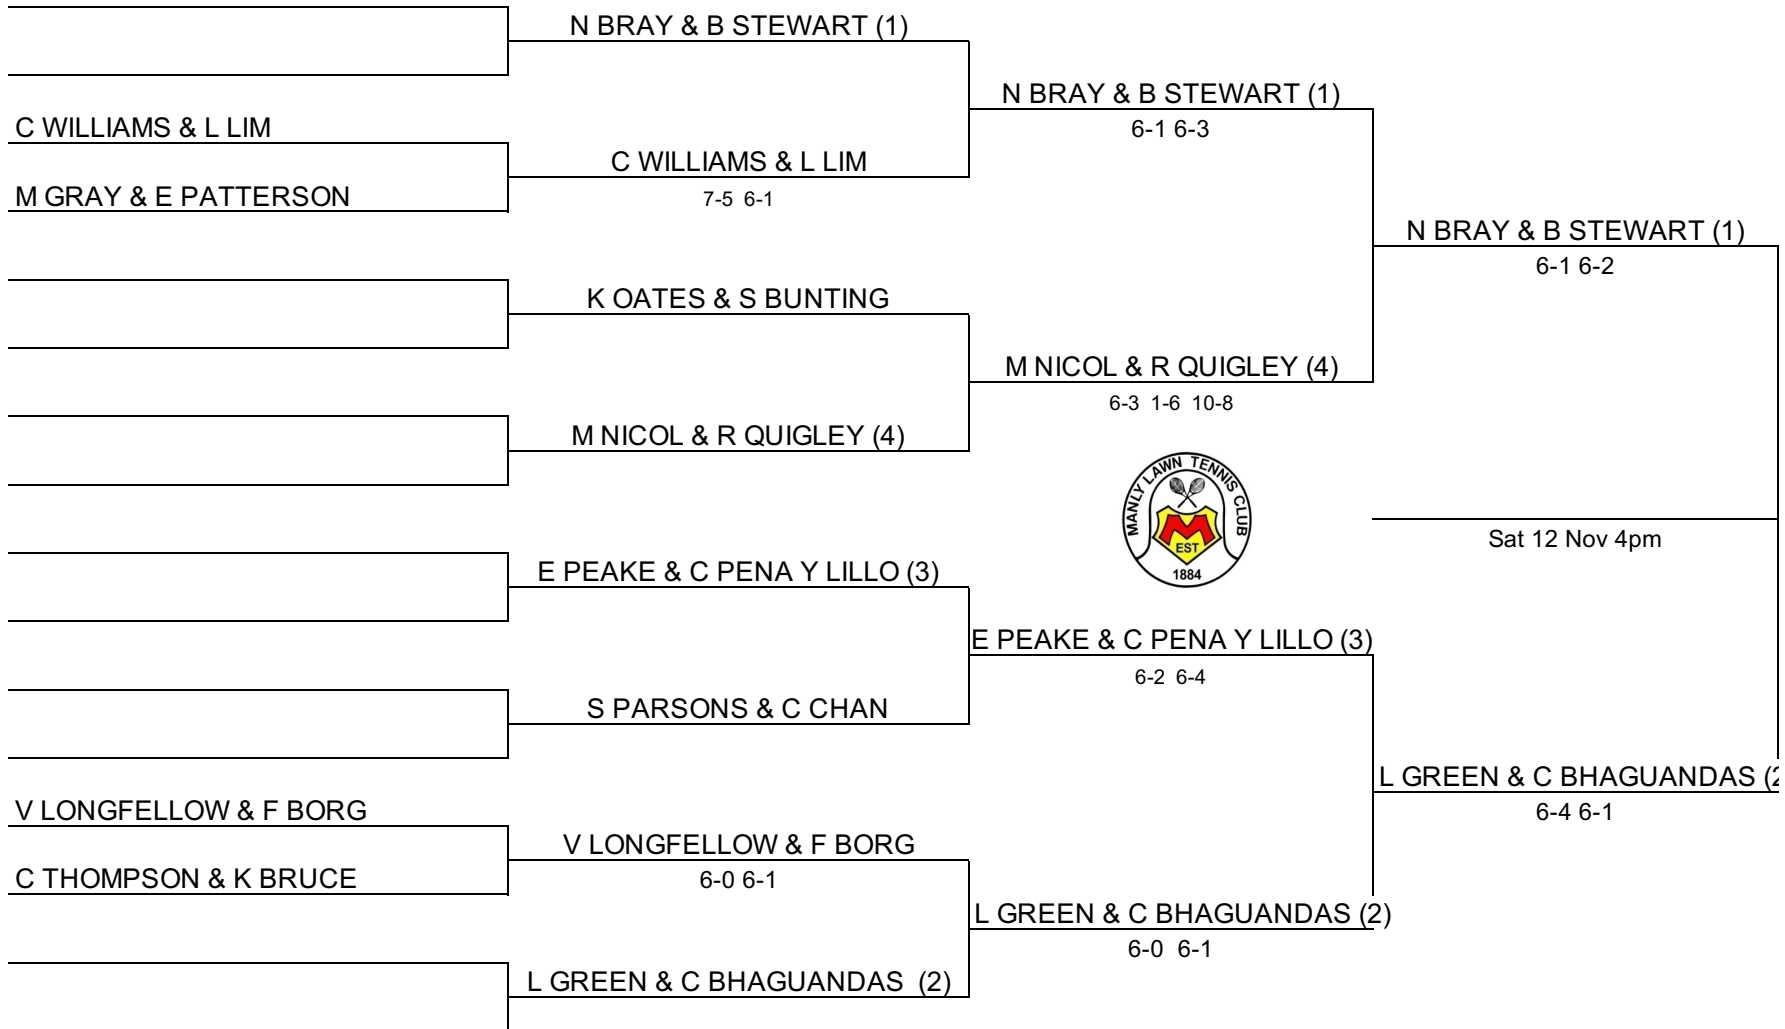 N BRAY & B STEWART (1)
N BRAY & B STEWART (1)
C WILLIAMS & L LIM
6-1 6-3
C WILLIAMS & L LIM
M GRAY & E PATTERSON
7-5 6-1
N BRAY & B STEWART (1)
6-1 6-2
K OATES & S BUNTING
M NICOL & R QUIGLEY (4)
6-3 1-6 10-8
M NICOL & R QUIGLEY (4)
MANLY LAWN TENNIS CLUB
M
EST
1884
Sat 12 Nov 4pm
E PEAKE & C PENA Y LILLO (3)
E PEAKE & C PENA Y LILLO (3)
6-2 6-4
S PARSONS & C CHAN
L GREEN & C BHAGUANDAS (2
6-4 6-1
V LONGFELLOW & F BORG
V LONGFELLOW & F BORG
C THOMPSON & K BRUCE
6-0 6-1
L GREEN & C BHAGUANDAS (2)
6-0 6-1
L GREEN & C BHAGUANDAS (2)